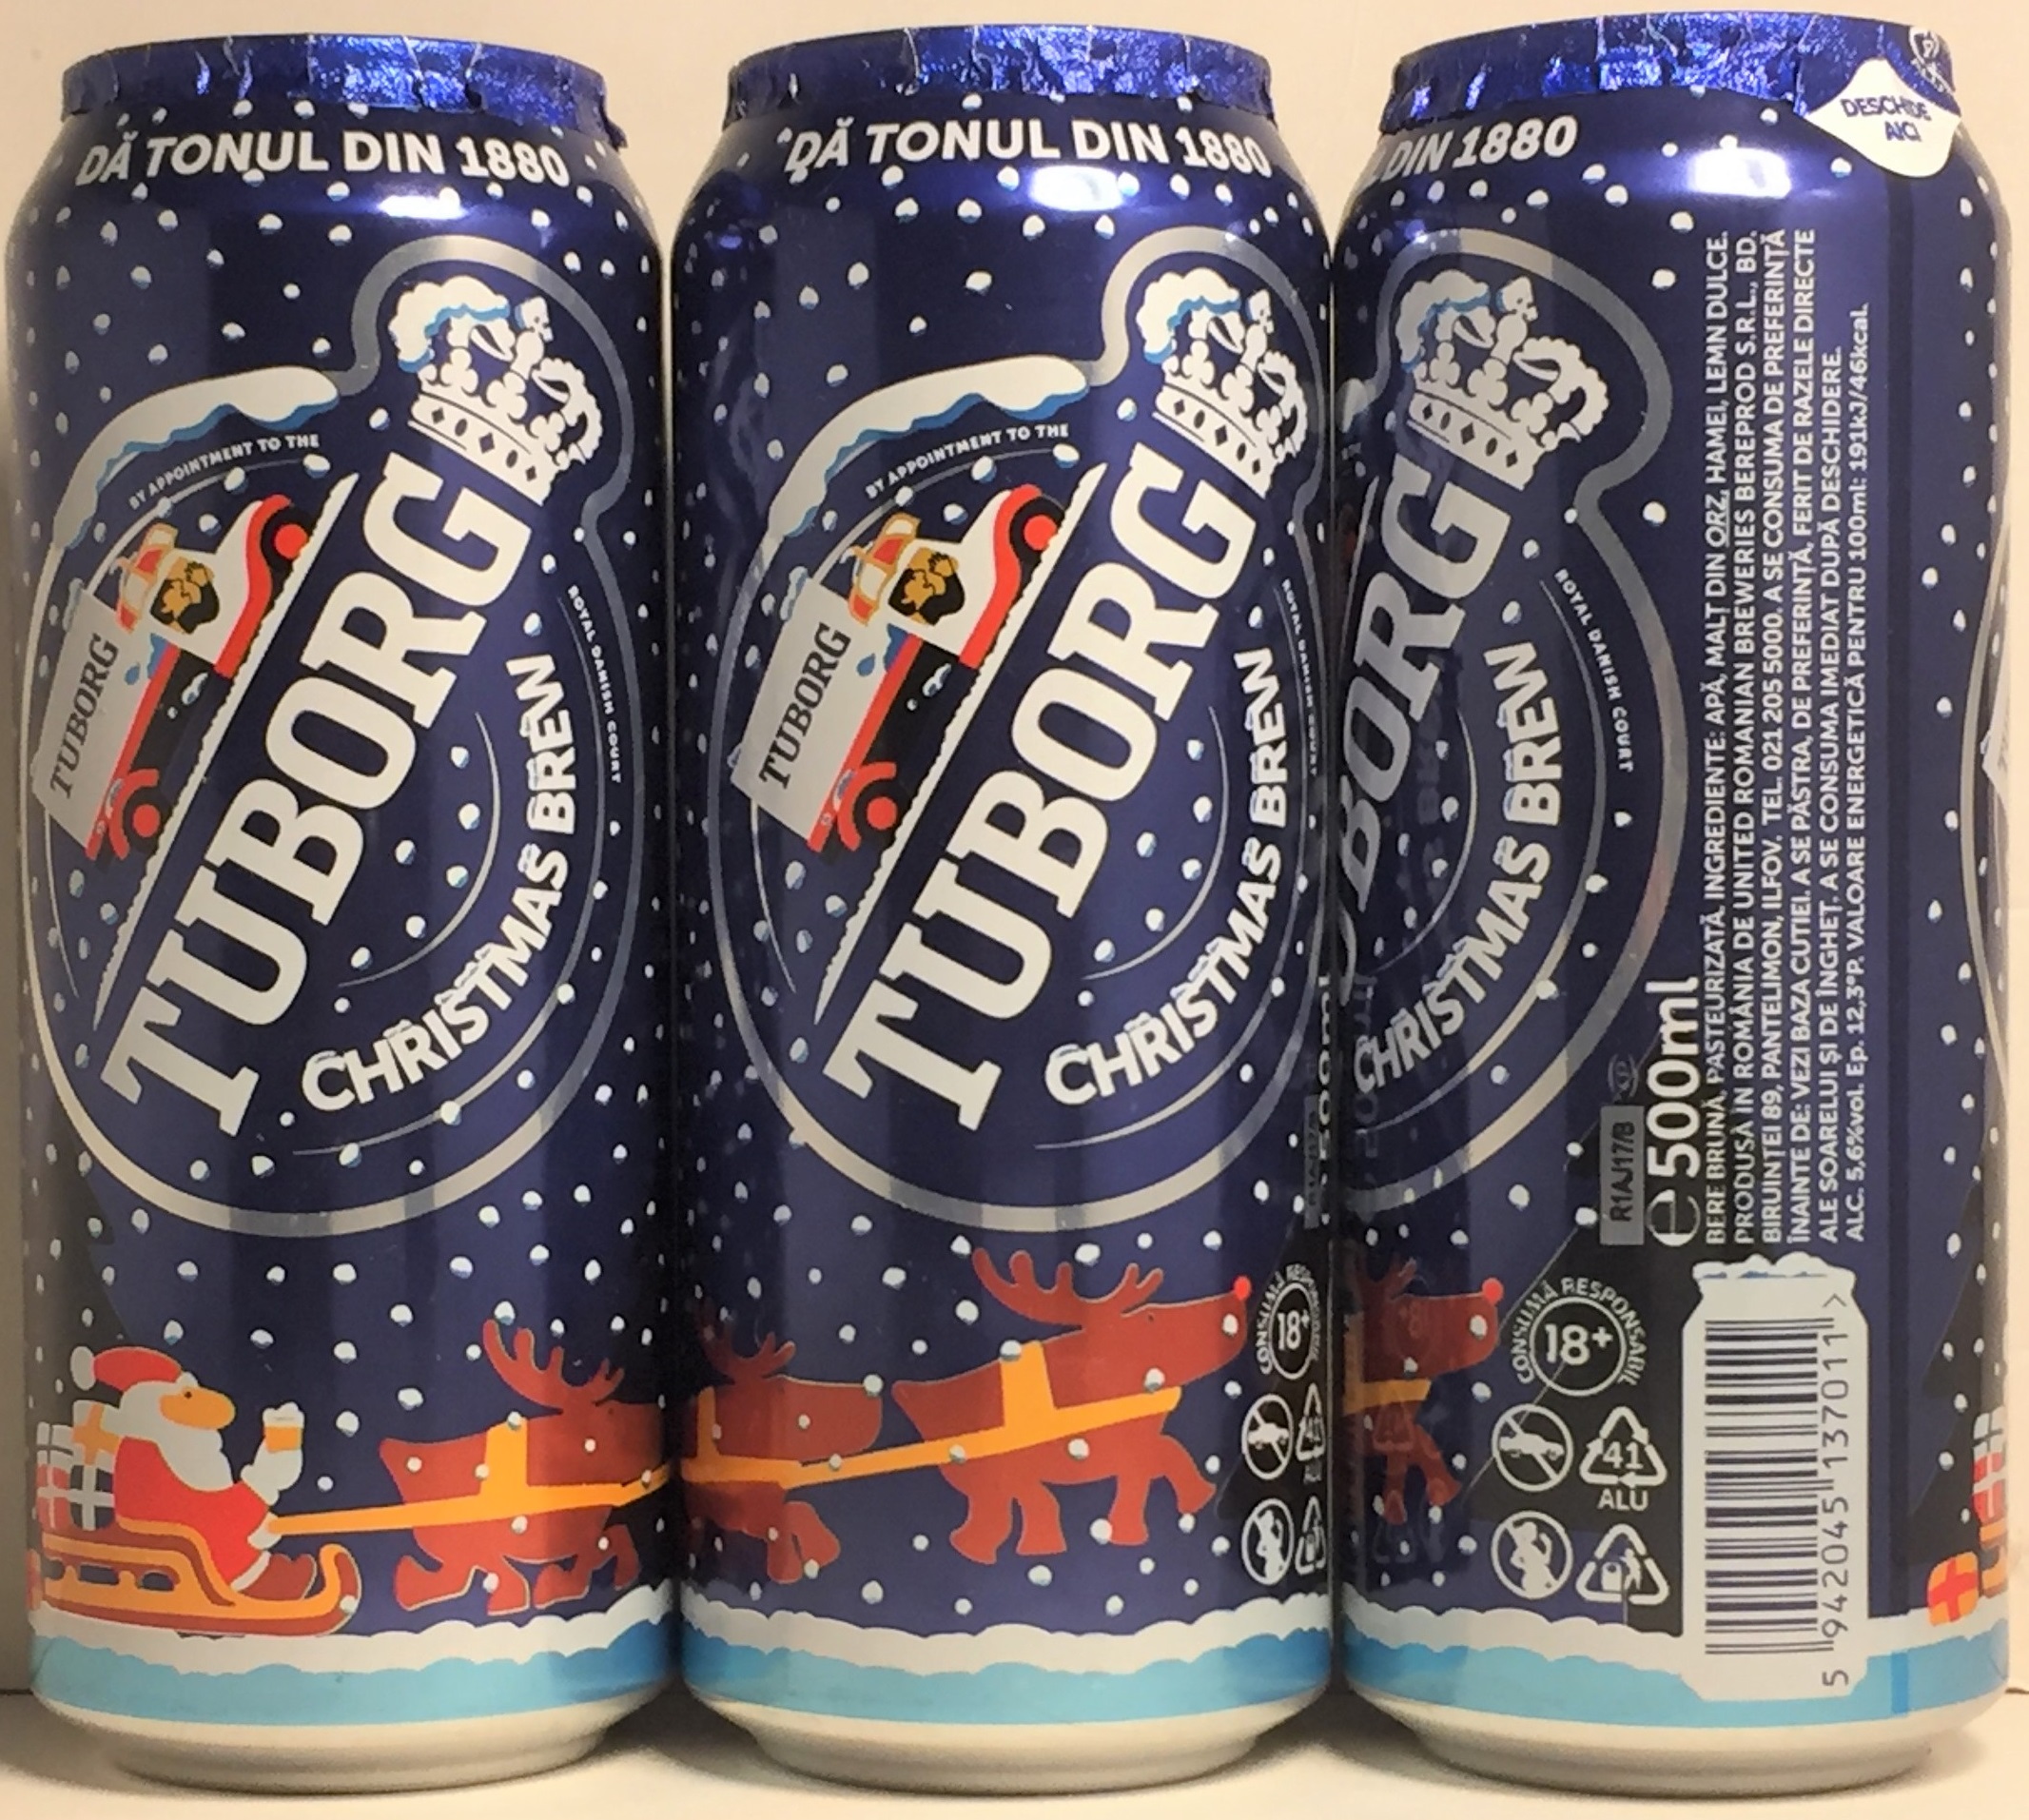 DĂ TONUL DIN 1880
BY APPOINTMENT TO THE
TUBORG
TUBORG
CHRISTMAS BREW
ROYAL DANISH COURT
DĂ TONUL DIN 1880
BY APPOINTMENT TO THE
TUBORG
TUBORG
CHRISTMAS BREW
ROYAL DANISH COURT
500ml
CONSUMĂ
18+
DIN 1880
DESCHIDE
AICI
BORG
CHRISTMAS BREW
ROYAL DANISH COURT
R1AJ17/B
e 500ml
BERE BRUNĂ, PASTEURIZATĂ. INGREDIENTE: APĂ, MALȚ DIN ORZ, HAMEI, LEMN DULCE.
PRODUSĂ ÎN ROMÂNIA DE UNITED ROMANIAN BREWERIES BEREPROD S.R.L., BD.
BIRUINȚEI 89, PANTELIMON, ILFOV. TEL. 021 205 5000. A SE CONSUMA DE PREFERINȚĂ
ÎNAINTE DE: VEZI BAZA CUTIEI. A SE PĂSTRA, DE PREFERINȚĂ, FERIT DE RAZELE DIRECTE
ALE SOARELUI ȘI DE ÎNGHEȚ. A SE CONSUMA IMEDIAT DUPĂ DESCHIDERE.
ALC. 5,6%vol. Ep. 12,3°P. VALOARE ENERGETICĂ PENTRU 100ml: 191kJ/46kcal.
CONSUMĂ RESPONSABIL
18+
41
ALU
5 942045 137011 >